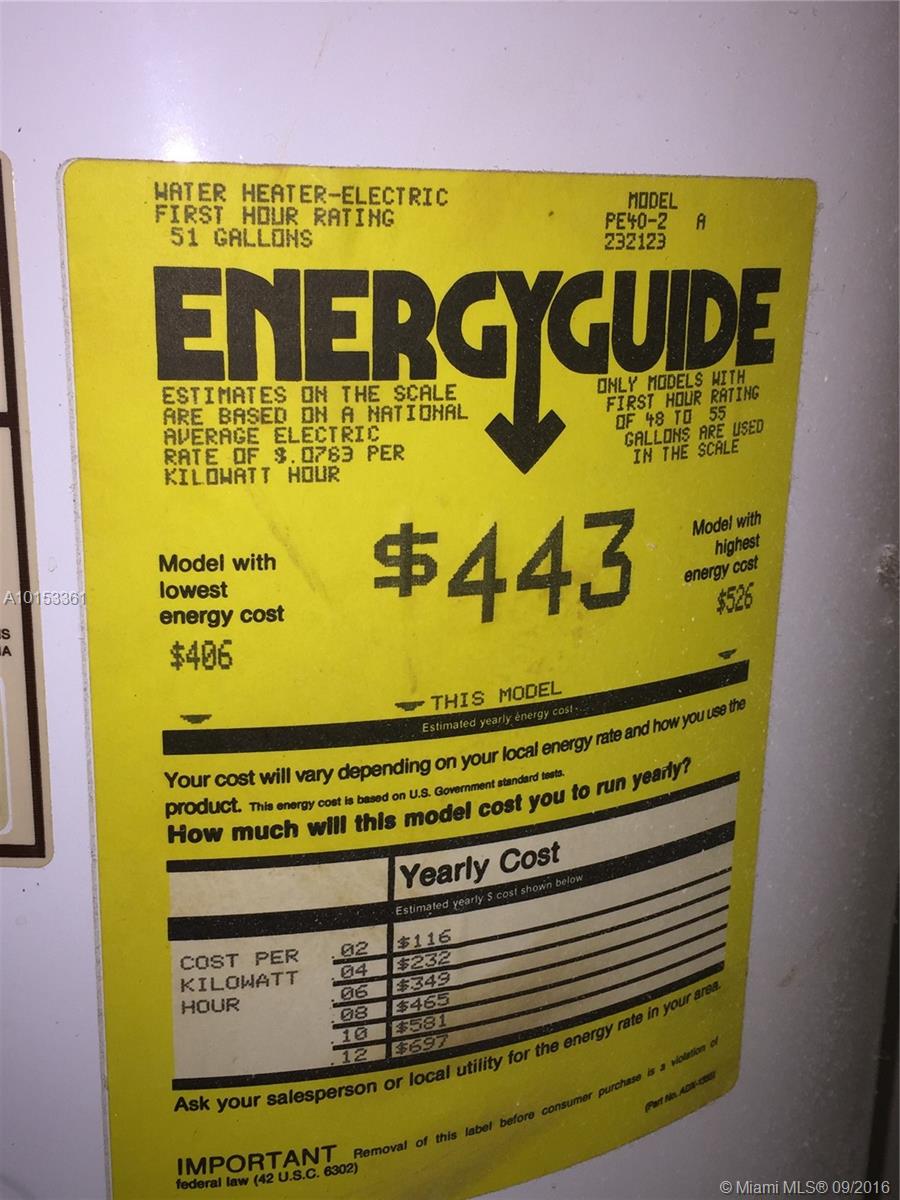 WATER HEATER-ELECTRIC
FIRST HOUR RATING
51 GALLONS
MODEL
PE40-2 A
232123
ENERGYGUIDE
ESTIMATES ON THE SCALE
ARE BASED ON A NATIONAL
AVERAGE ELECTRIC
RATE OF $.0763 PER
KILOWATT HOUR
ONLY MODELS WITH
FIRST HOUR RATING
OF 48 TO 55
GALLONS ARE USED
IN THE SCALE
Model with
lowest
energy cost
$406
$443
Model with
highest
energy cost
$526
THIS MODEL
Estimated yearly energy cost
Your cost will vary depending on your local energy rate and how you use the
product. This energy cost is based on U.S. Government standard tests.
How much will this model cost you to run yearly?
Yearly Cost
Estimated yearly $ cost shown below
COST PER
KILOWATT
HOUR
.02 $116
.04 $232
.06 $349
.08 $465
.10 $581
.12 $697
Ask your salesperson or local utility for the energy rate in your area.
IMPORTANT Removal of this label before consumer purchase is a violation of
federal law (42 U.S.C. 6302)
(Part No.
A10153361
S
IA
© Miami MLS® 09/2016